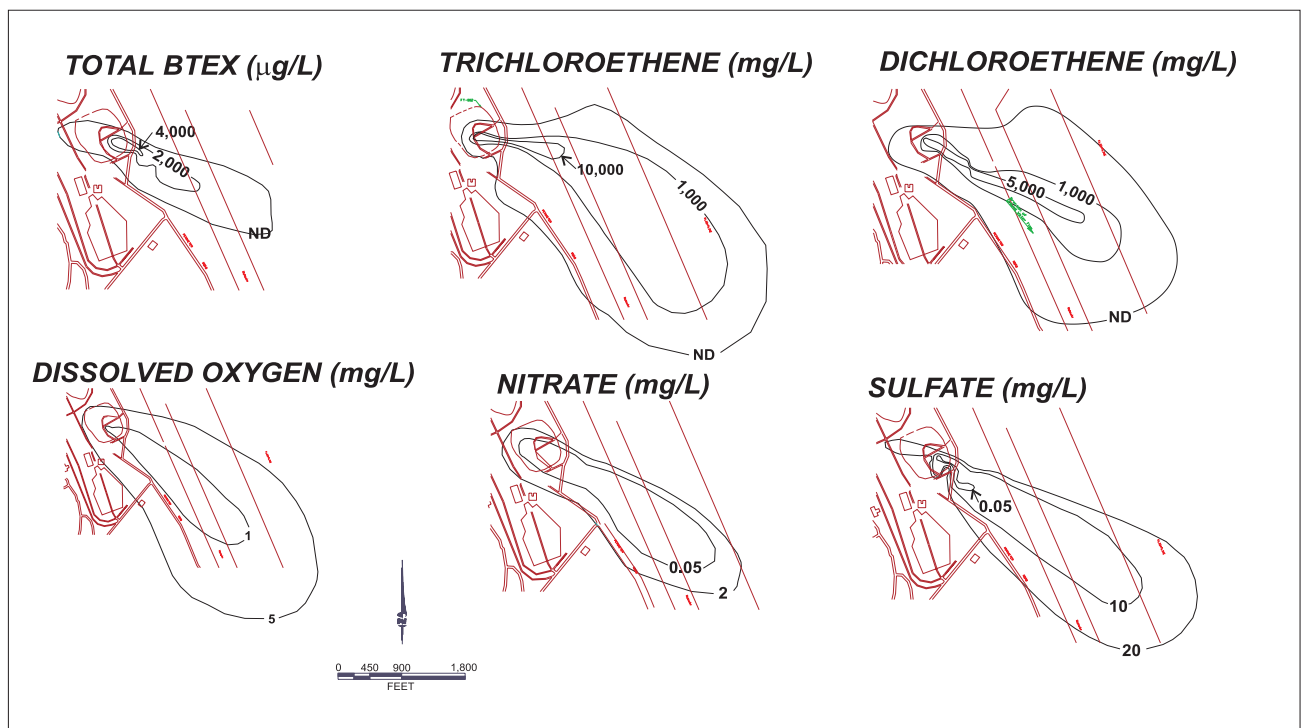 TOTAL BTEX (µg/L)
4,000
2,000
ND
TRICHLOROETHENE (mg/L)
10,000
1,000
ND
DICHLOROETHENE (mg/L)
5,000
1,000
ND
DISSOLVED OXYGEN (mg/L)
1
5
NITRATE (mg/L)
0.05
2
SULFATE (mg/L)
0.05
10
20
0 450 900 1,800
FEET